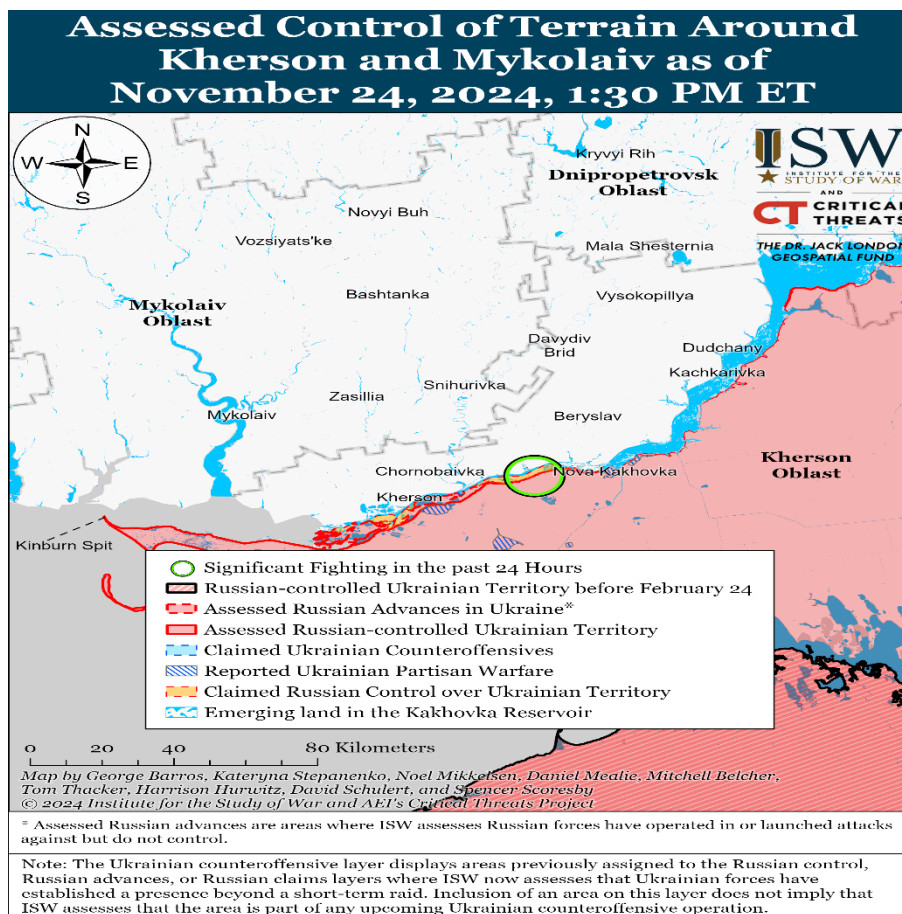 Assessed Control of Terrain Around
Kherson and Mykolaiv as of
November 24, 2024, 1:30 PM ET
N
W
E
S
ISW
INSTITUTE FOR THE
STUDY OF WAR
AND
CT CRITICAL
THREATS
THE DR. JACK LONDON
GEOSPATIAL FUND
Kryvyi Rih
Dnipropetrovsk
Oblast
Novyi Buh
Vozsiyats'ke
Mala Shesternia
Bashtanka
Vysokopillya
Mykolaiv
Oblast
Davydiv
Brid
Dudchany
Kachkarivka
Snihurivka
Zasillia
Mykolaiv
Beryslav
Chornobaivka
Nova Kakhovka
Kherson
Oblast
Kherson
Kinburn Spit
Significant Fighting in the past 24 Hours
Russian-controlled Ukrainian Territory before February 24
Assessed Russian Advances in Ukraine*
Assessed Russian-controlled Ukrainian Territory
Claimed Ukrainian Counteroffensives
Reported Ukrainian Partisan Warfare
Claimed Russian Control over Ukrainian Territory
Emerging land in the Kakhovka Reservoir
0 20 40 80 Kilometers
Map by George Barros, Kateryna Stepanenko, Noel Mikkelsen, Daniel Mealie, Mitchell Belcher,
Tom Thacker, Harrison Hurwitz, David Schulert, and Spencer Scoresby
© 2024 Institute for the Study of War and AEI's Critical Threats Project
* Assessed Russian advances are areas where ISW assesses Russian forces have operated in or launched attacks
against but do not control.
Note: The Ukrainian counteroffensive layer displays areas previously assigned to the Russian control,
Russian advances, or Russian claims layers where ISW now assesses that Ukrainian forces have
established a presence beyond a short-term raid. Inclusion of an area on this layer does not imply that
ISW assesses that the area is part of any upcoming Ukrainian counteroffensive operation.